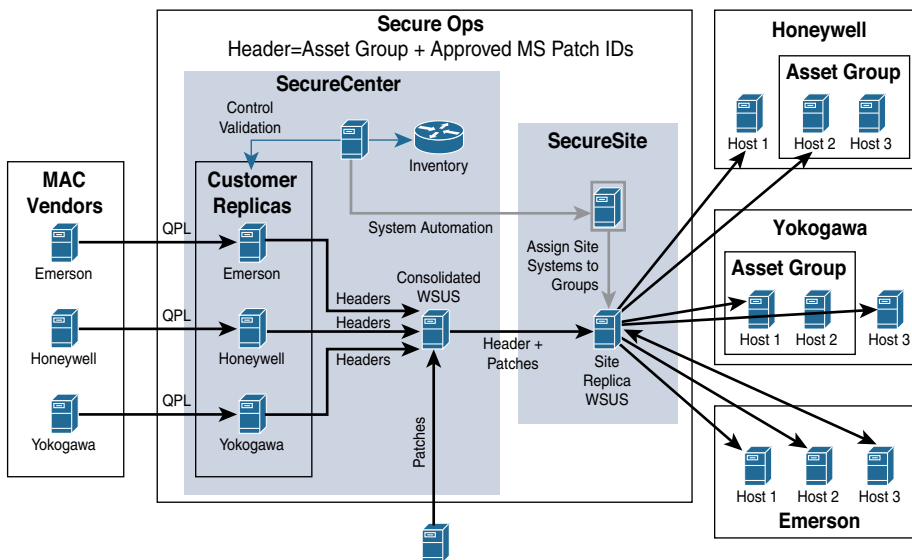 Secure Ops
Header=Asset Group + Approved MS Patch IDs
SecureCenter
Control
Validation
Inventory
System Automation
MAC
Vendors
Emerson
Honeywell
Yokogawa
QPL
QPL
QPL
Customer
Replicas
Emerson
Honeywell
Yokogawa
Headers
Headers
Headers
Consolidated
WSUS
Patches
Header +
Patches
SecureSite
Assign Site
Systems to
Groups
Site
Replica
WSUS
Honeywell
Asset Group
Host 1
Host 2
Host 3
Yokogawa
Asset Group
Host 1
Host 2
Host 3
Host 1
Host 2
Host 3
Emerson